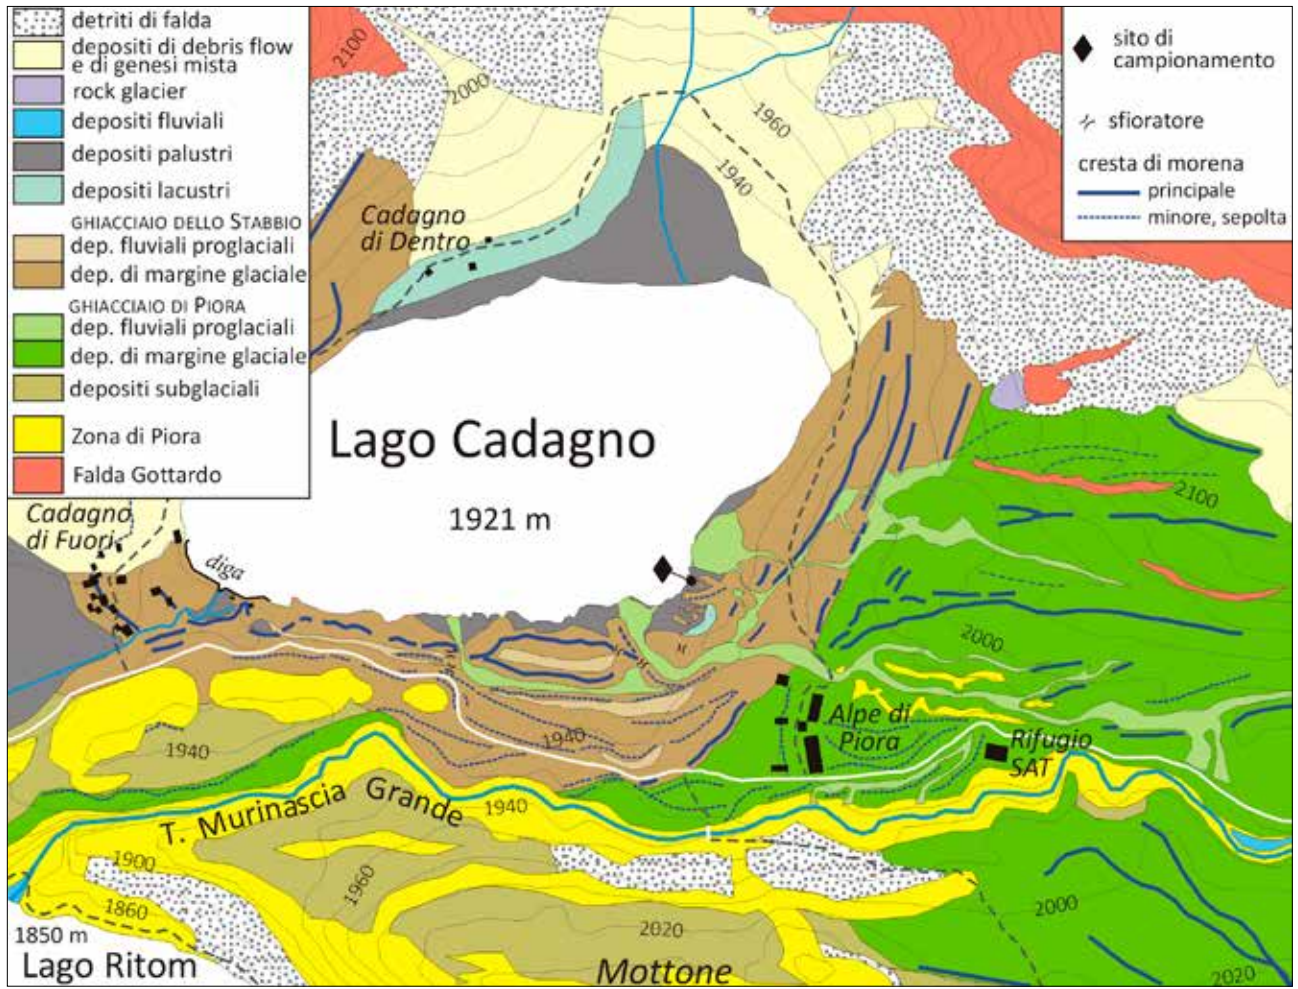 detriti di falda
depositi di debris flow
e di genesi mista
rock glacier
depositi fluviali
depositi palustri
depositi lacustri
GHIACCIAIO DELLO STABBIO
dep. fluviali proglaciali
dep. di margine glaciale
GHIACCIAIO DI PIORA
dep. fluviali proglaciali
dep. di margine glaciale
depositi subglaciali
Zona di Piora
Falda Gottardo
sito di
campionamento
sfioratore
cresta di morena
principale
minore, sepolta
2100
2000
1960
1940
Cadagno
di Dentro
Lago Cadagno
1921 m
2100
Cadagno
di Fuori
diga
2000
Alpe di
Piora
Rifugio
SAT
1940
1940
T. Murinascia Grande
1940
1900
1860
1960
2000
2020
1850 m
Lago Ritom
Mottone
2020